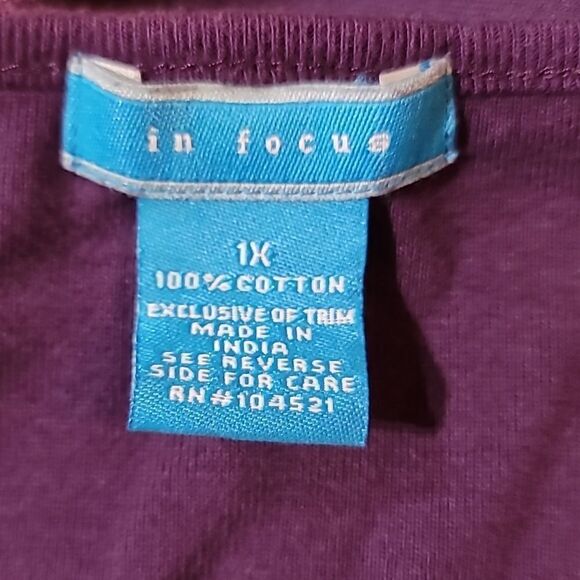 in focus
1X
100% COTTON
EXCLUSIVE OF TRIM
MADE IN
INDIA
SEE REVERSE
SIDE FOR CARE
RN#104521